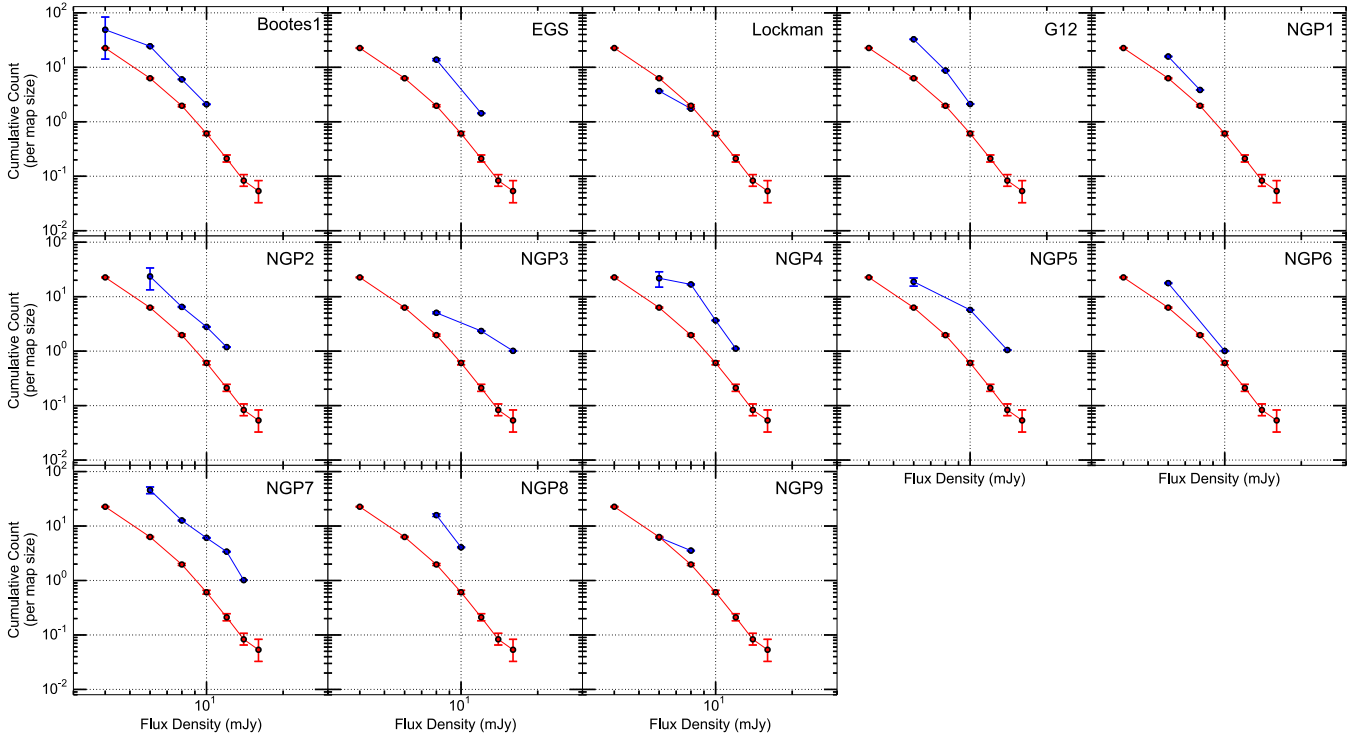 Bootes1 EGS Lockman G12 NGP1
10² 10¹ 10⁰ 10⁻¹ 10⁻²
Cumulative Count
(per map size)
NGP2 NGP3 NGP4 NGP5 NGP6
10² 10¹ 10⁰ 10⁻¹ 10⁻²
Cumulative Count
(per map size)
Flux Density (mJy) Flux Density (mJy)
NGP7 NGP8 NGP9
10² 10¹ 10⁰ 10⁻¹ 10⁻²
Cumulative Count
(per map size)
10¹ 10¹ 10¹
Flux Density (mJy) Flux Density (mJy) Flux Density (mJy)